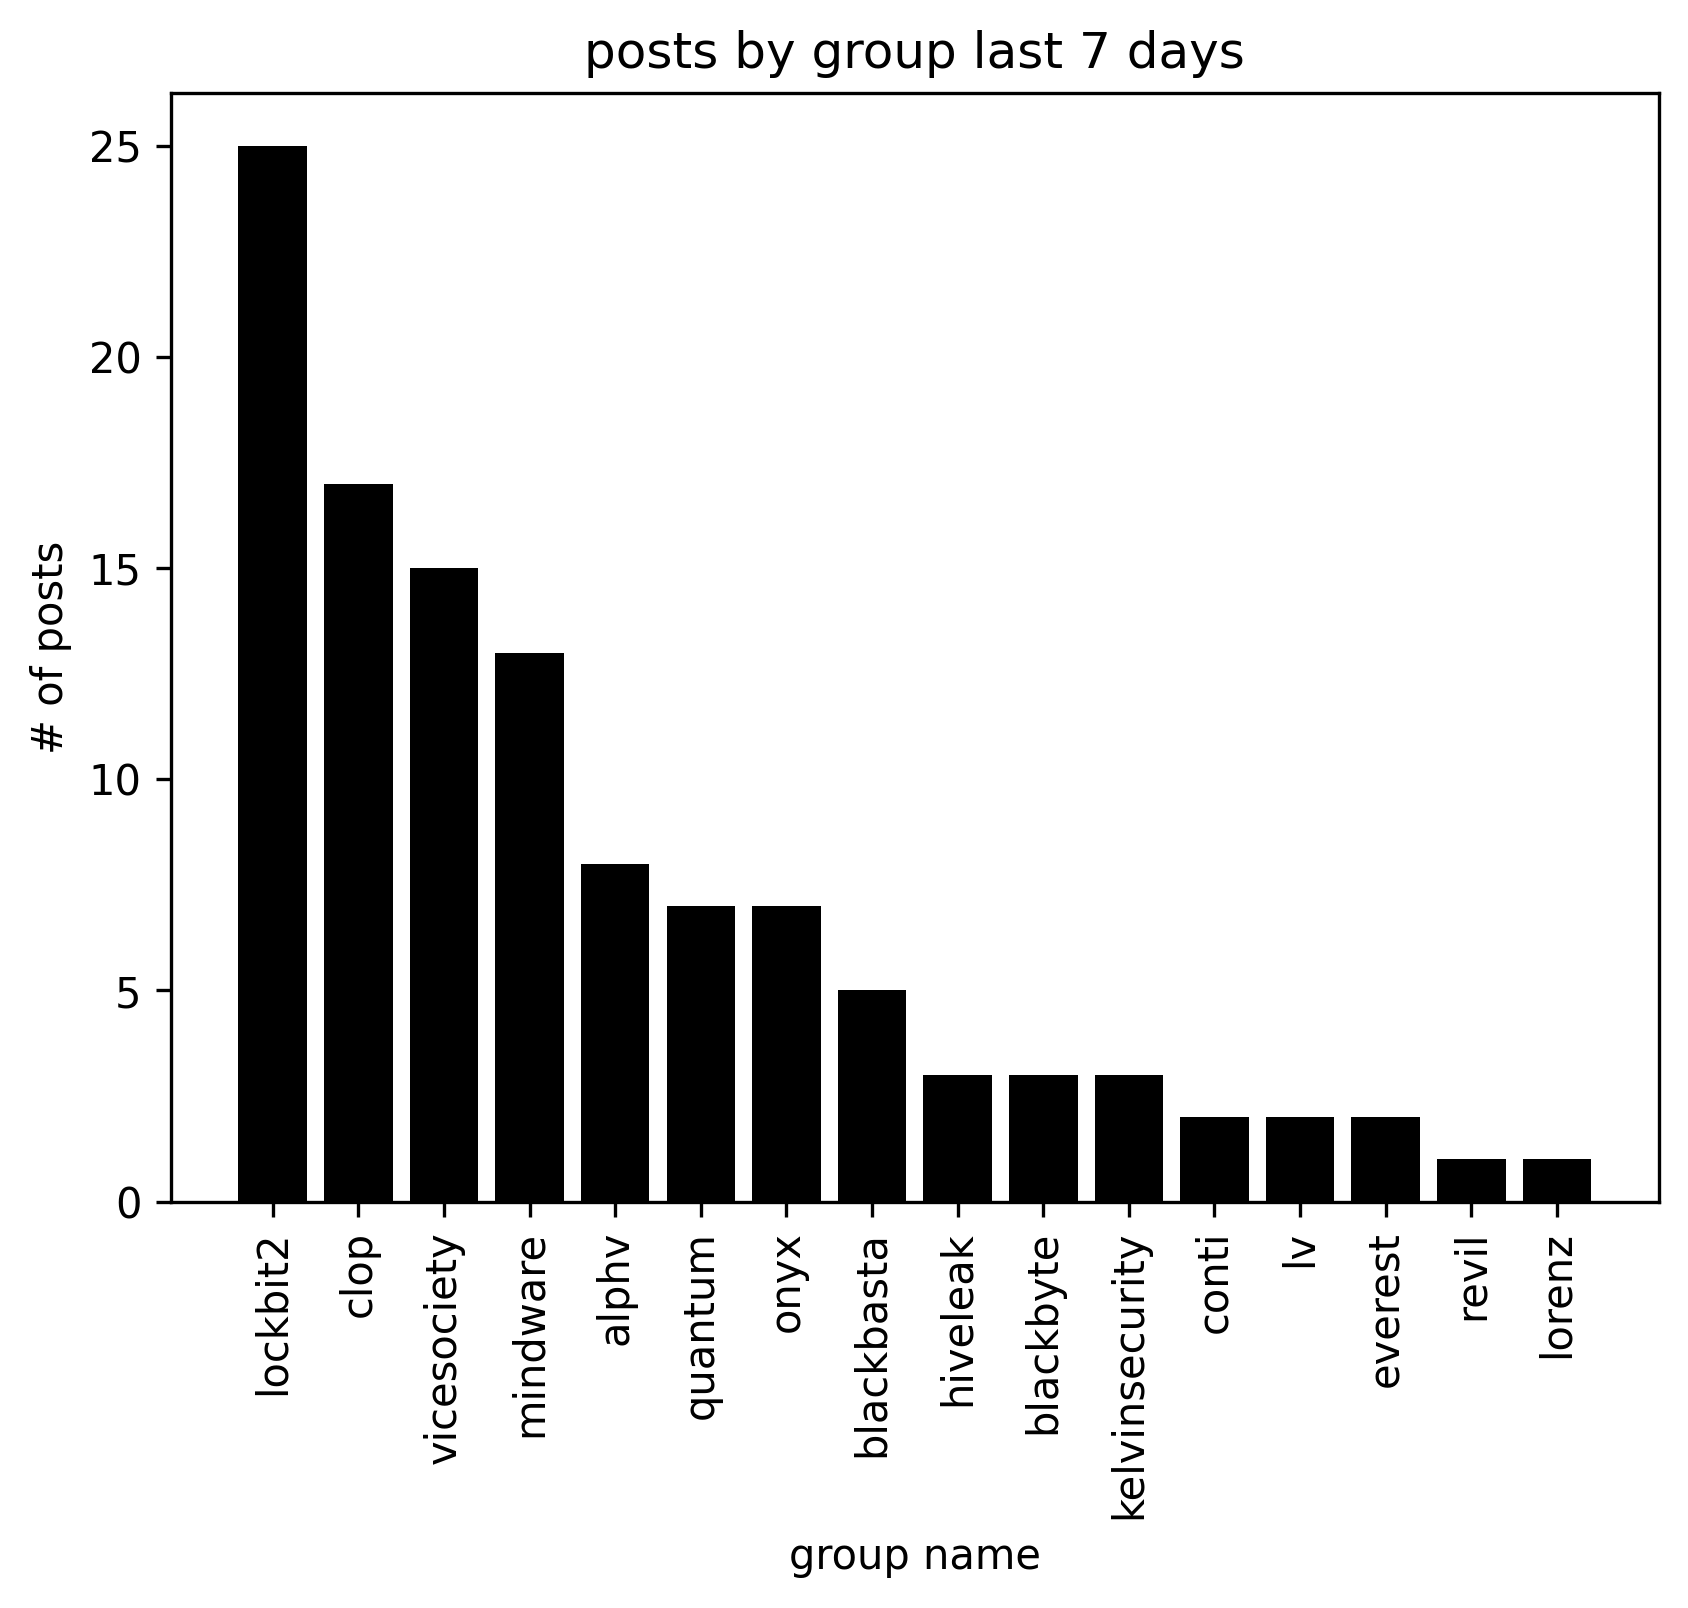 posts by group last 7 days
# of posts
25
20
15
10
5
0
lockbit2
clop
vicesociety
mindware
alphv
quantum
onyx
blackbasta
hiveleak
blackbyte
kelvinsecurity
conti
lv
everest
revil
lorenz
group name